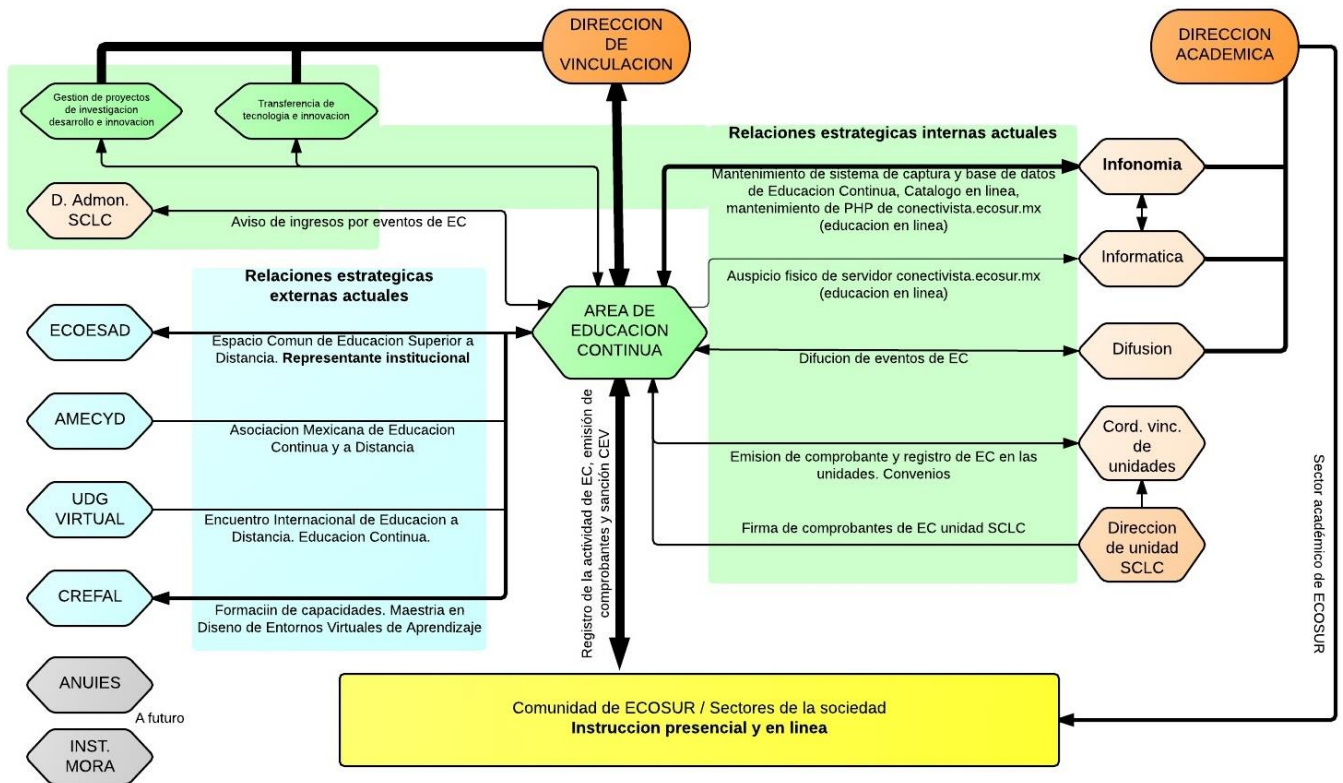 DIRECCION
DE
VINCULACION
DIRECCION
ACADEMICA
Gestion de proyectos
de investigacion
desarrollo e innovacion
Transferencia de
tecnologia e innovacion
Relaciones estrategicas internas actuales
Infonomia
Mantenimiento de sistema de captura y base de datos
de Educacion Continua, Catalogo en linea,
mantenimiento de PHP de conectivista.ecosur.mx
(educacion en linea)
D. Admon.
SCLC
Aviso de ingresos por eventos de EC
Informatica
Auspicio fisico de servidor conectivista.ecosur.mx
(educacion en linea)
Relaciones estrategicas
externas actuales
AREA DE
EDUCACION
CONTINUA
ECOESAD
Espacio Comun de Educacion Superior a
Distancia. Representante institucional
Difucion de eventos de EC
Difusion
AMECYD
Asociacion Mexicana de Educacion
Continua y a Distancia
Registro de la actividad de EC, emisión de
comprobantes y sanción CEV
Cord. vinc.
de
unidades
Emision de comprobante y registro de EC en las
unidades. Convenios
Sector académico de ECOSUR
UDG
VIRTUAL
Encuentro Internacional de Educacion a
Distancia. Educacion Continua.
Firma de comprobantes de EC unidad SCLC
Direccion
de unidad
SCLC
CREFAL
Formaciin de capacidades. Maestria en
Diseno de Entornos Virtuales de Aprendizaje
ANUIES
A futuro
INST.
MORA
Comunidad de ECOSUR / Sectores de la sociedad
Instruccion presencial y en linea